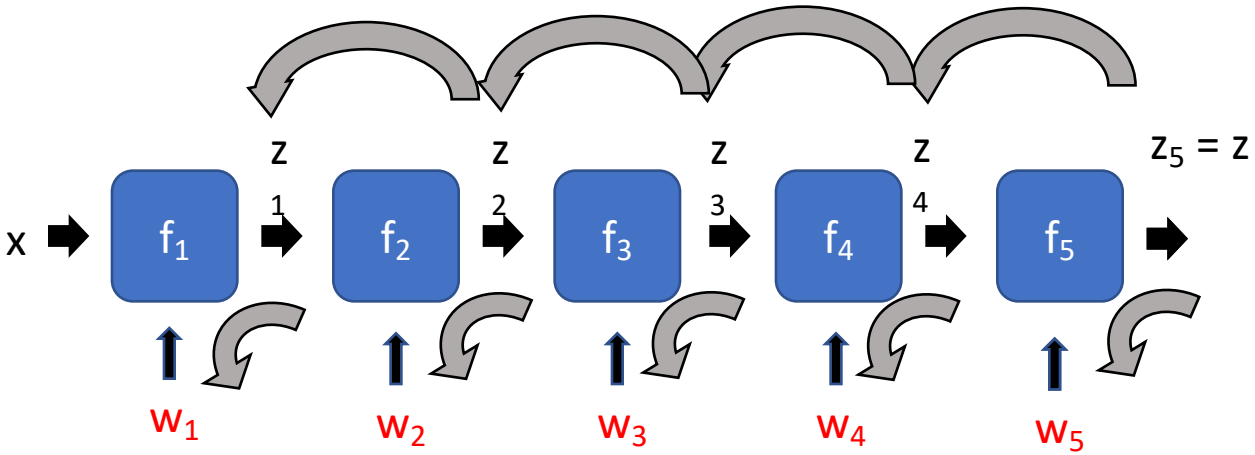 z z z z z₅ = z
1 2 3 4
x f₁ f₂ f₃ f₄ f₅
w₁ w₂ w₃ w₄ w₅